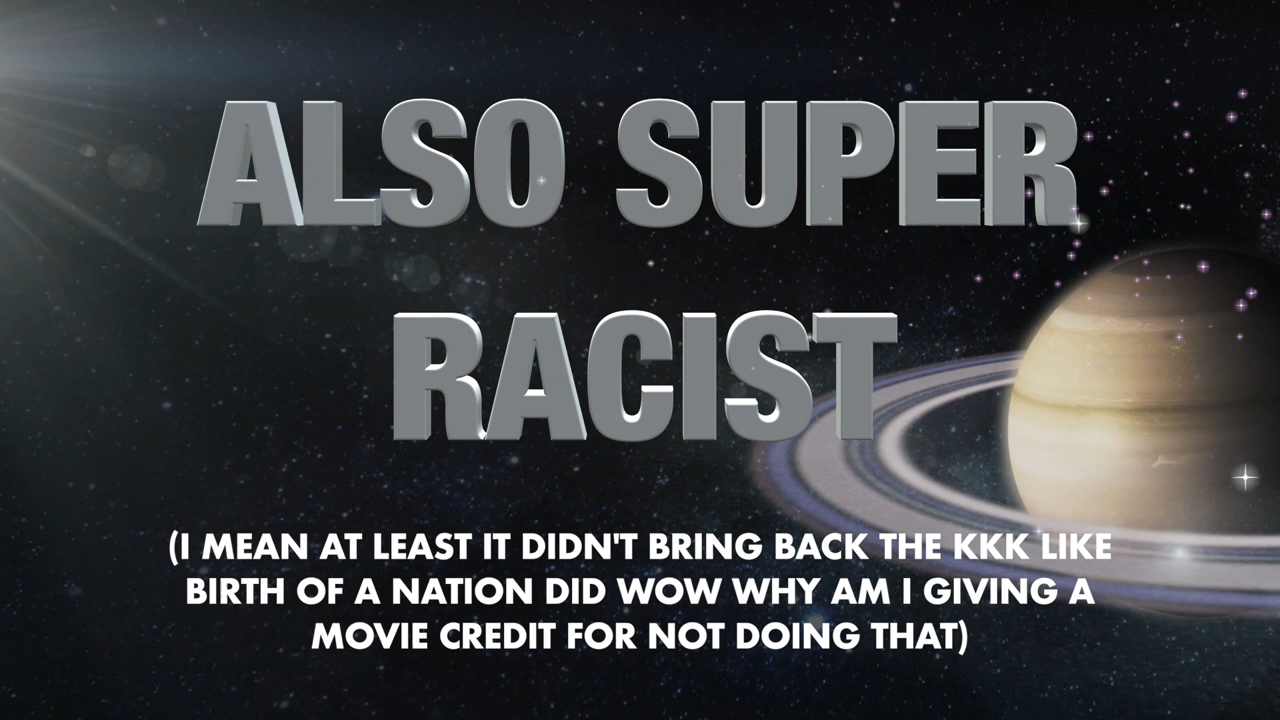 ALSO SUPER
RACIST
(I MEAN AT LEAST IT DIDN'T BRING BACK THE KKK LIKE
BIRTH OF A NATION DID WOW WHY AM I GIVING A
MOVIE CREDIT FOR NOT DOING THAT)